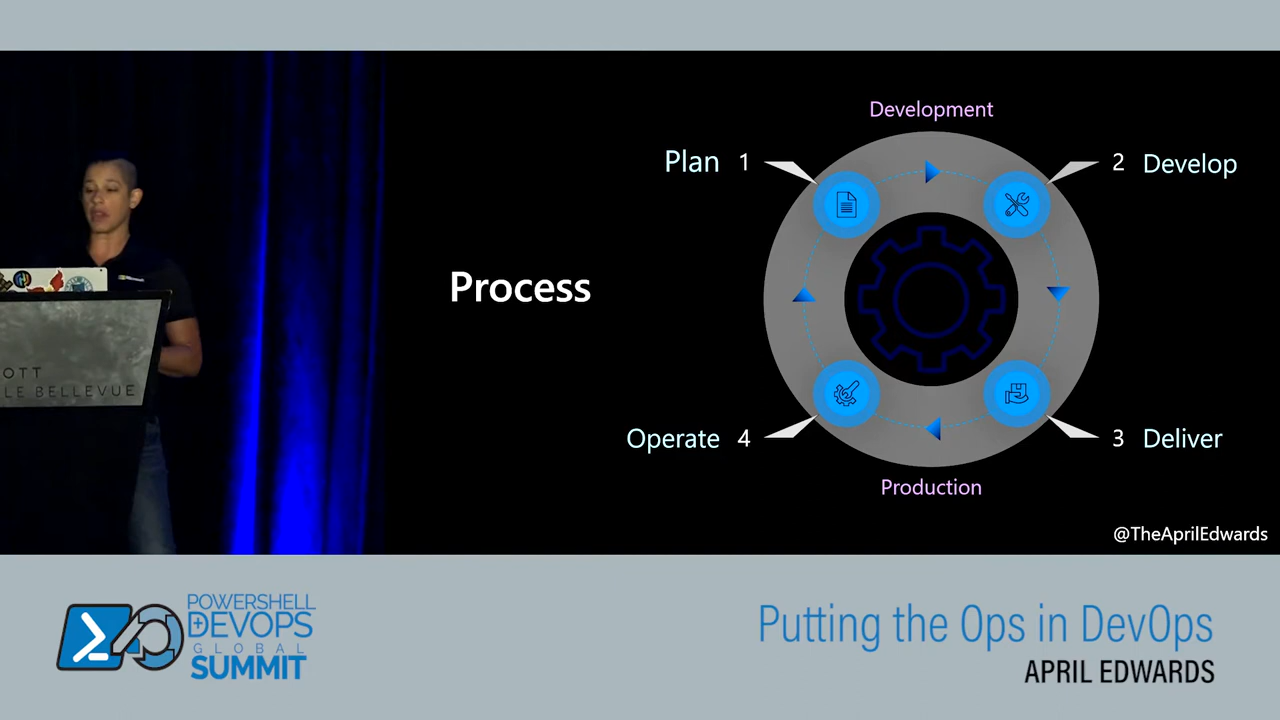 Development
Plan 1
2 Develop
Process
Operate 4
3 Deliver
Production
@TheAprilEdwards
OTT
LE BELLEVUE
POWERSHELL
+DEVOPS
GLOBAL
SUMMIT
Putting the Ops in DevOps
APRIL EDWARDS